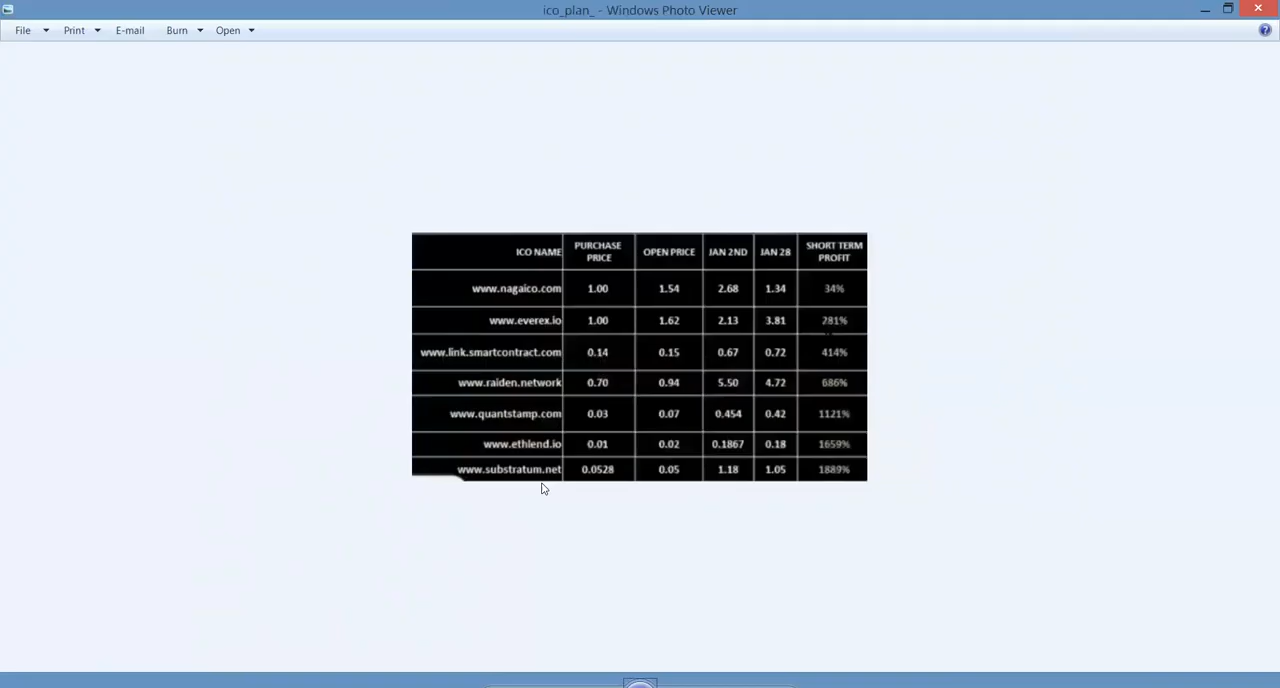 ico_plan_ - Windows Photo Viewer
File Print E-mail Burn Open
ICO NAME PURCHASE PRICE OPEN PRICE JAN 2ND JAN 28 SHORT TERM PROFIT
www.nagaico.com 1.00 1.54 2.68 1.34 34%
www.everex.io 1.00 1.62 2.13 3.81 281%
www.link.smartcontract.com 0.14 0.15 0.67 0.72 414%
www.raiden.network 0.70 0.94 5.50 4.72 686%
www.quantstamp.com 0.03 0.07 0.454 0.42 1121%
www.ethlend.io 0.01 0.02 0.1867 0.18 1659%
www.substratum.net 0.0528 0.05 1.18 1.05 1889%